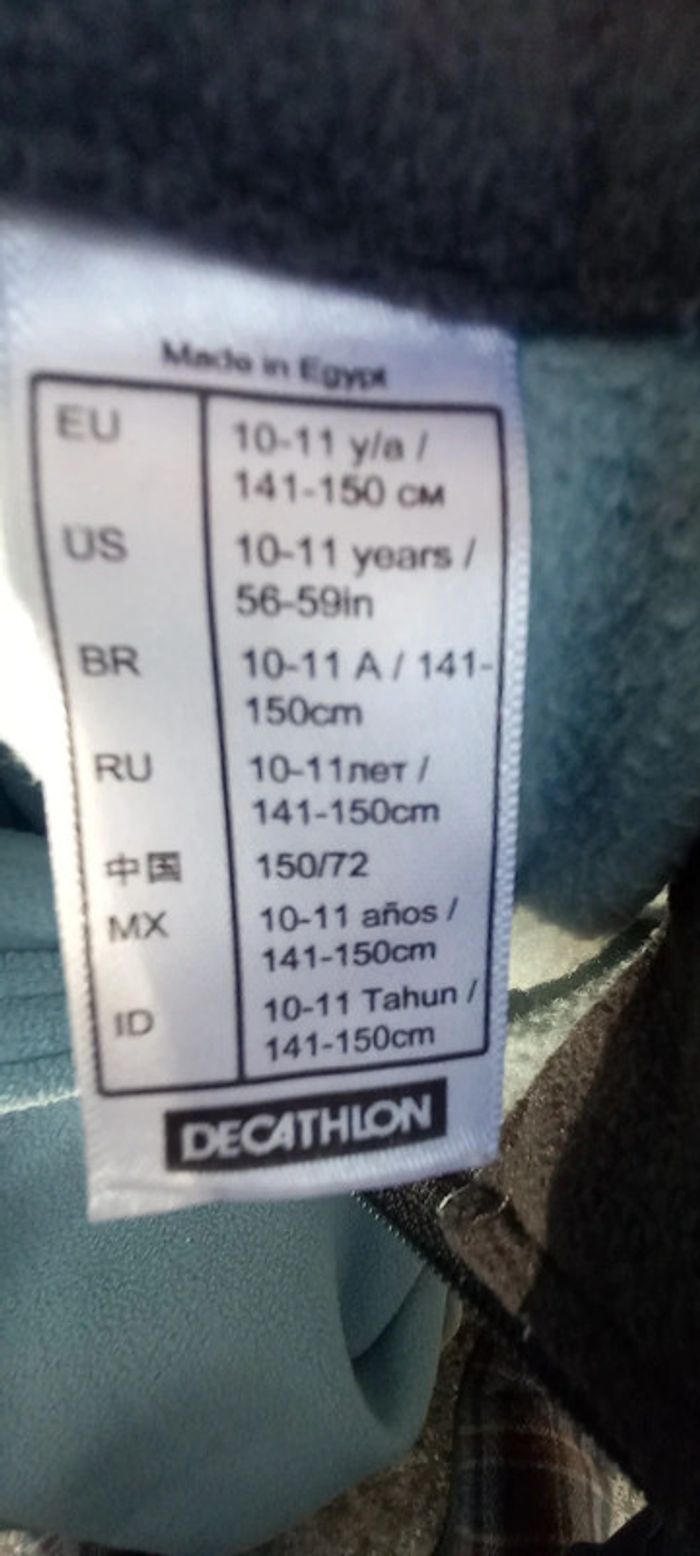 Made in Egypt
EU 10-11 y/a /
141-150 см
US 10-11 years /
56-59in
BR 10-11 A / 141-
150cm
RU 10-11лет /
141-150cm
中国 150/72
MX 10-11 años /
141-150cm
ID 10-11 Tahun /
141-150cm
DECATHLON